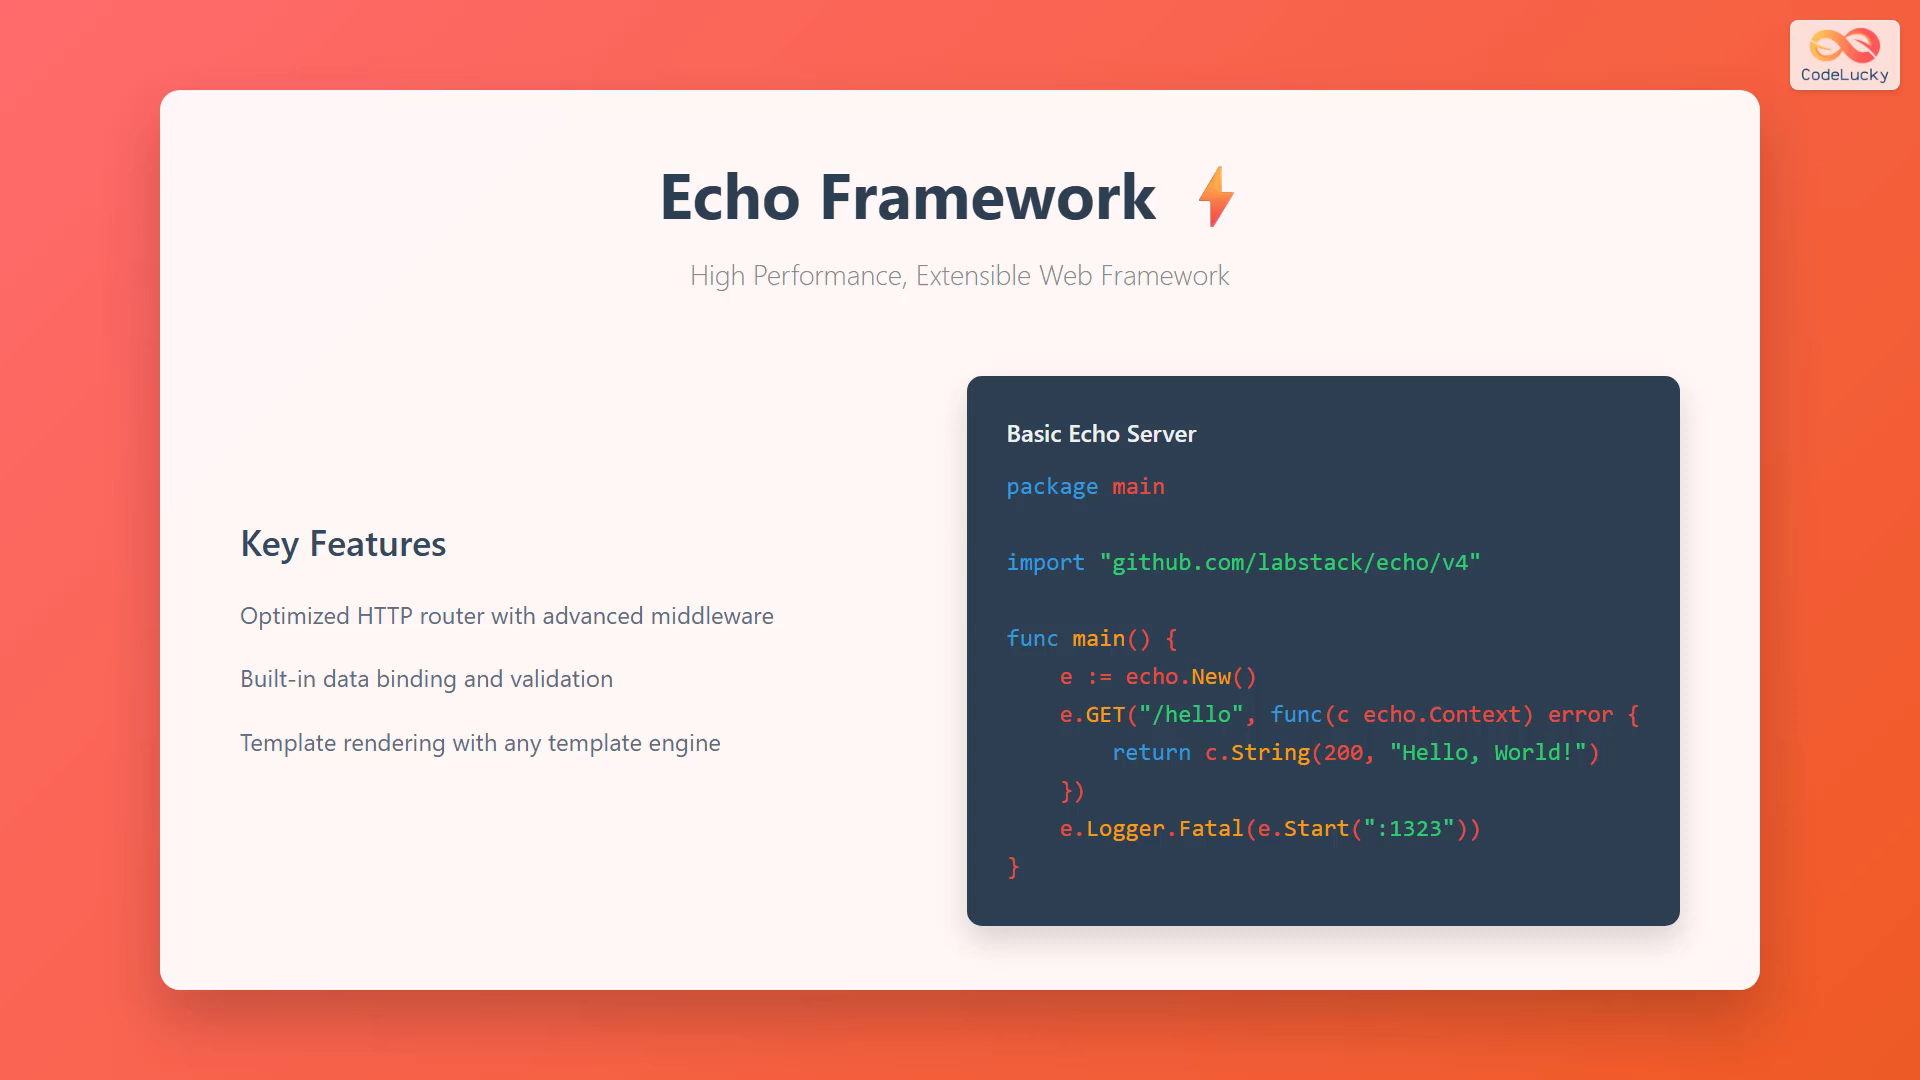 CodeLucky
Echo Framework
High Performance, Extensible Web Framework
Key Features
Optimized HTTP router with advanced middleware
Built-in data binding and validation
Template rendering with any template engine
Basic Echo Server
package main
import "github.com/labstack/echo/v4"
func main() {
    e := echo.New()
    e.GET("/hello", func(c echo.Context) error {
        return c.String(200, "Hello, World!")
    })
    e.Logger.Fatal(e.Start(":1323"))
}